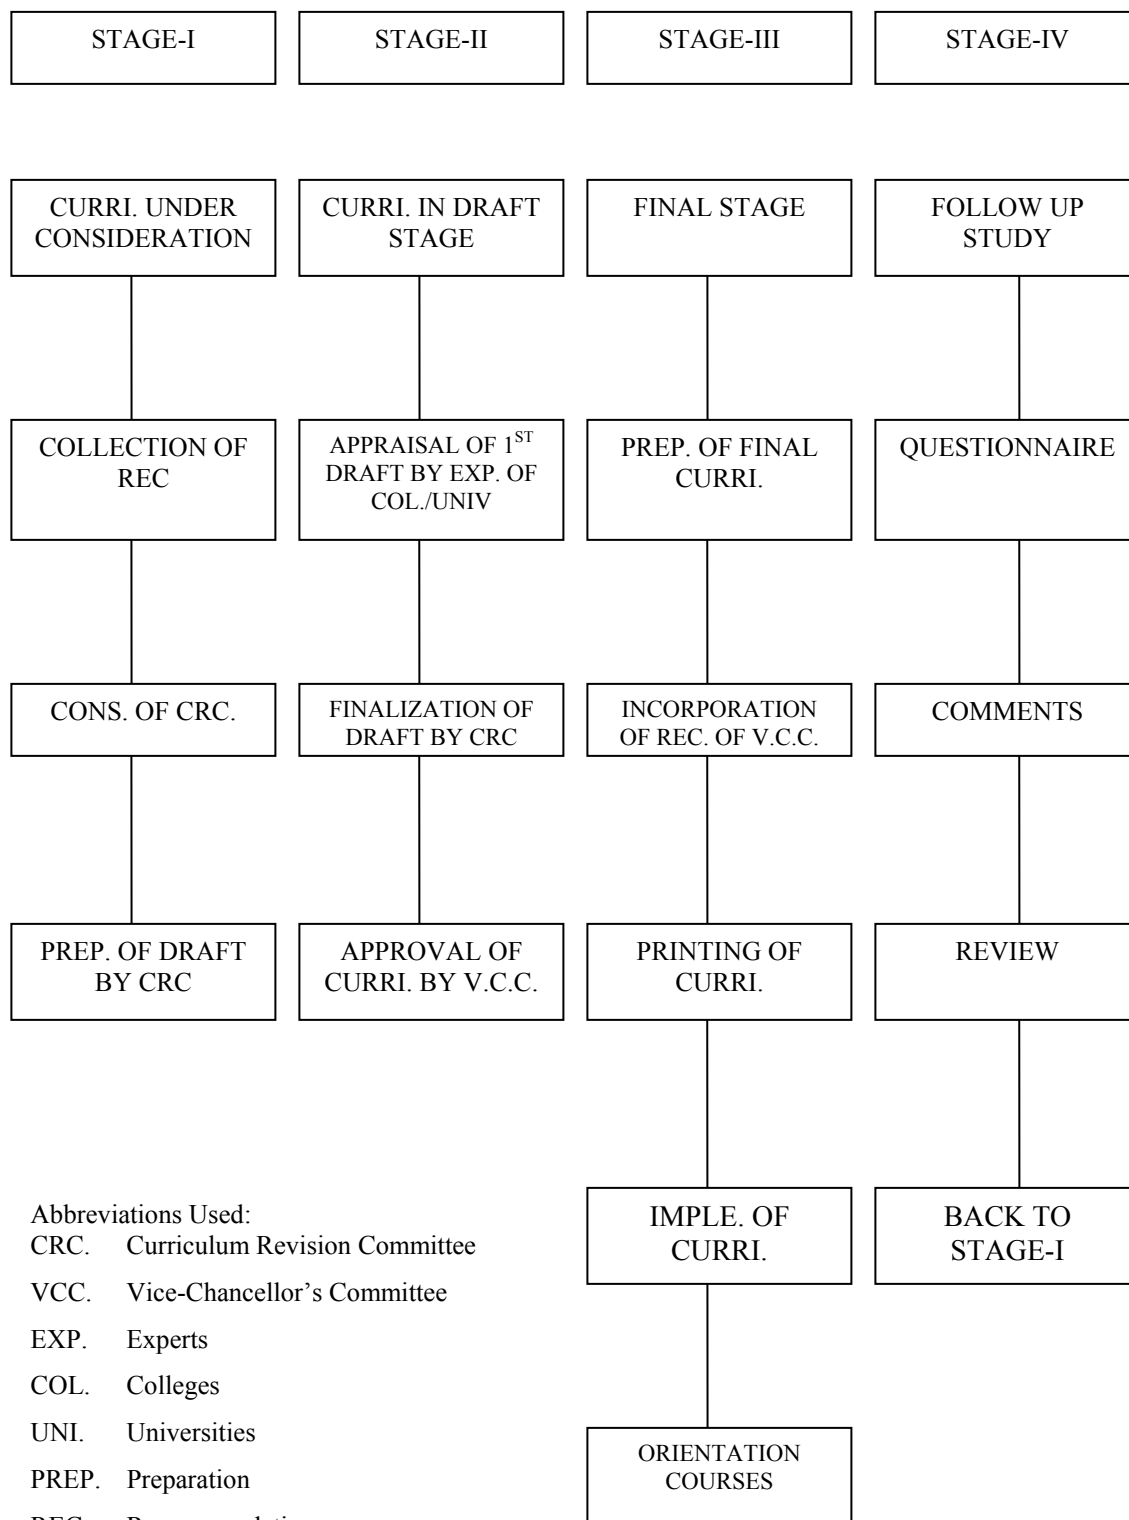 STAGE-I
STAGE-II
STAGE-III
STAGE-IV
CURRI. UNDER
CONSIDERATION
CURRI. IN DRAFT
STAGE
FINAL STAGE
FOLLOW UP
STUDY
COLLECTION OF
REC
APPRAISAL OF 1ST
DRAFT BY EXP. OF
COL./UNIV
PREP. OF FINAL
CURRI.
QUESTIONNAIRE
CONS. OF CRC.
FINALIZATION OF
DRAFT BY CRC
INCORPORATION
OF REC. OF V.C.C.
COMMENTS
PREP. OF DRAFT
BY CRC
APPROVAL OF
CURRI. BY V.C.C.
PRINTING OF
CURRI.
REVIEW
IMPLE. OF
CURRI.
BACK TO
STAGE-I
ORIENTATION
COURSES
Abbreviations Used:
CRC. Curriculum Revision Committee
VCC. Vice-Chancellor’s Committee
EXP. Experts
COL. Colleges
UNI. Universities
PREP. Preparation